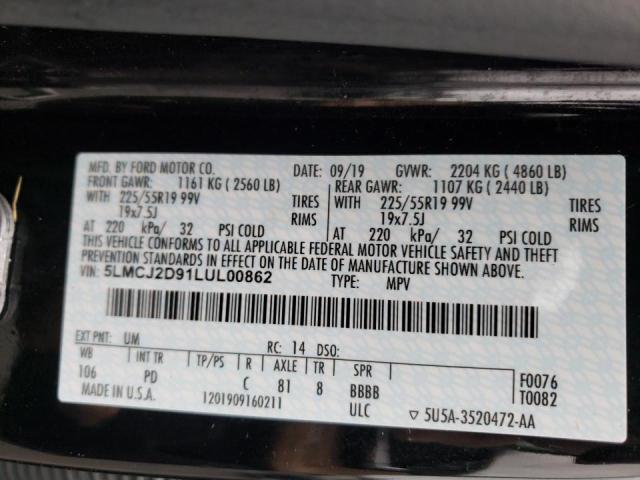 MFD. BY FORD MOTOR CO. DATE: 09/19 GVWR: 2204 KG ( 4860 LB)
FRONT GAWR: 1161 KG ( 2560 LB) REAR GAWR: 1107 KG ( 2440 LB)
WITH 225/55R19 99V TIRES WITH 225/55R19 99V TIRES
19x7.5J RIMS 19x7.5J RIMS
AT 220 kPa/ 32 PSI COLD AT 220 kPa/ 32 PSI COLD
THIS VEHICLE CONFORMS TO ALL APPLICABLE FEDERAL MOTOR VEHICLE SAFETY AND THEFT
PREVENTION STANDARDS IN EFFECT ON THE DATE OF MANUFACTURE SHOWN ABOVE.
VIN: 5LMCJ2D91LUL00862 TYPE: MPV
EXT PNT: UM RC: 14 DSO:
WB INT TR TP/PS R AXLE TR SPR F0076
106 PD C 81 8 BBBB T0082
MADE IN U.S.A. 1201909160211 ULC ▽ 5U5A-3520472-AA